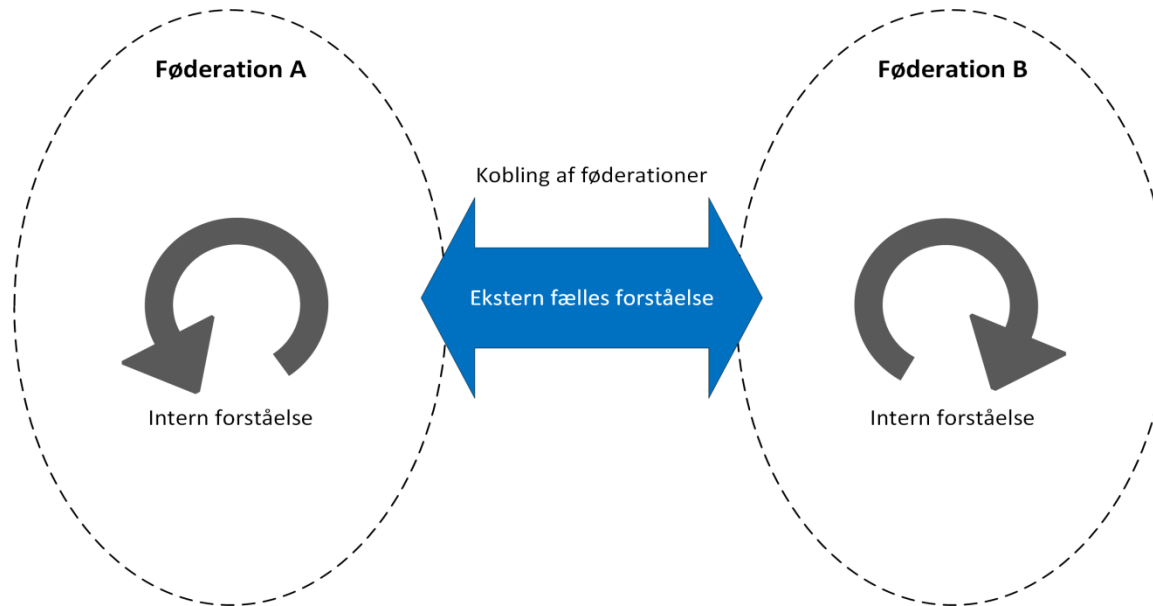 Føderation A
Føderation B
Kobling af føderationer
Ekstern fælles forståelse
Intern forståelse
Intern forståelse